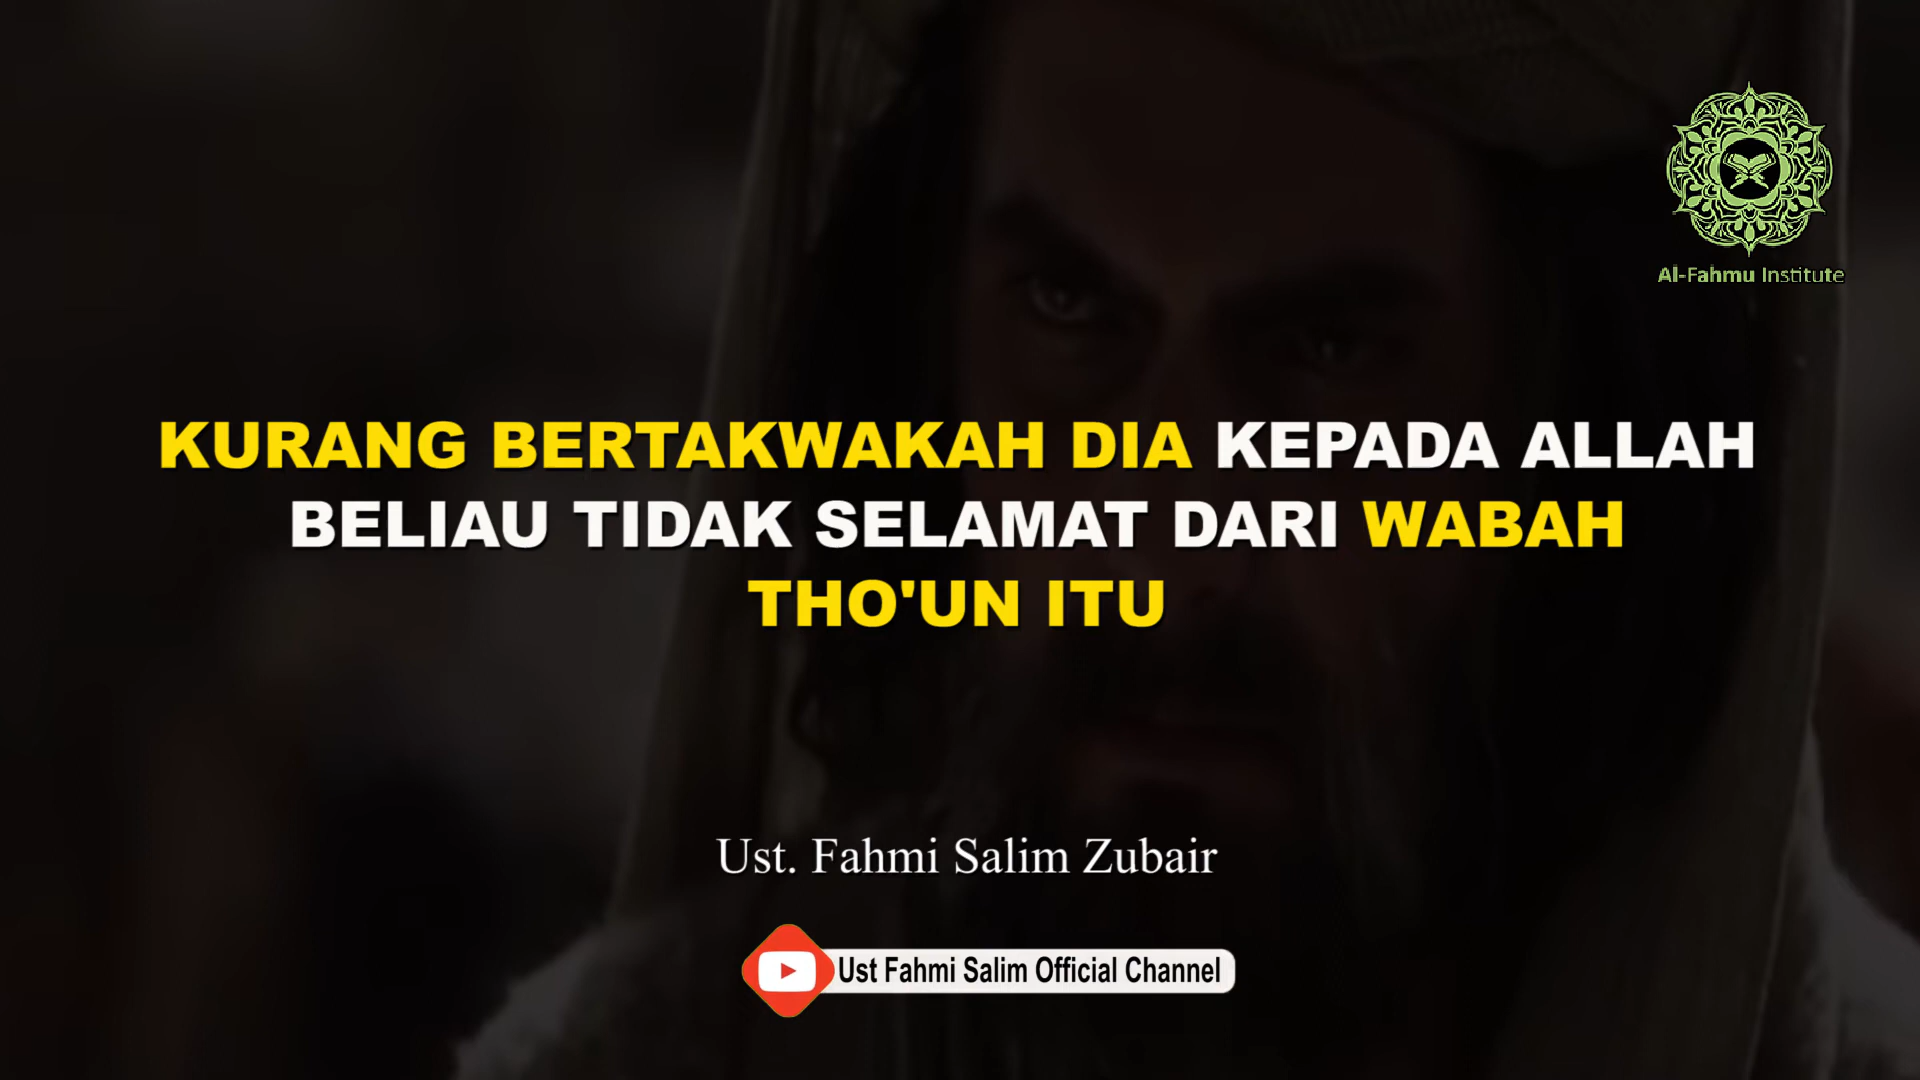 Al-Fahmu Institute
KURANG BERTAKWAKAH DIA KEPADA ALLAH
BELIAU TIDAK SELAMAT DARI WABAH
THO'UN ITU
Ust. Fahmi Salim Zubair
Ust Fahmi Salim Official Channel